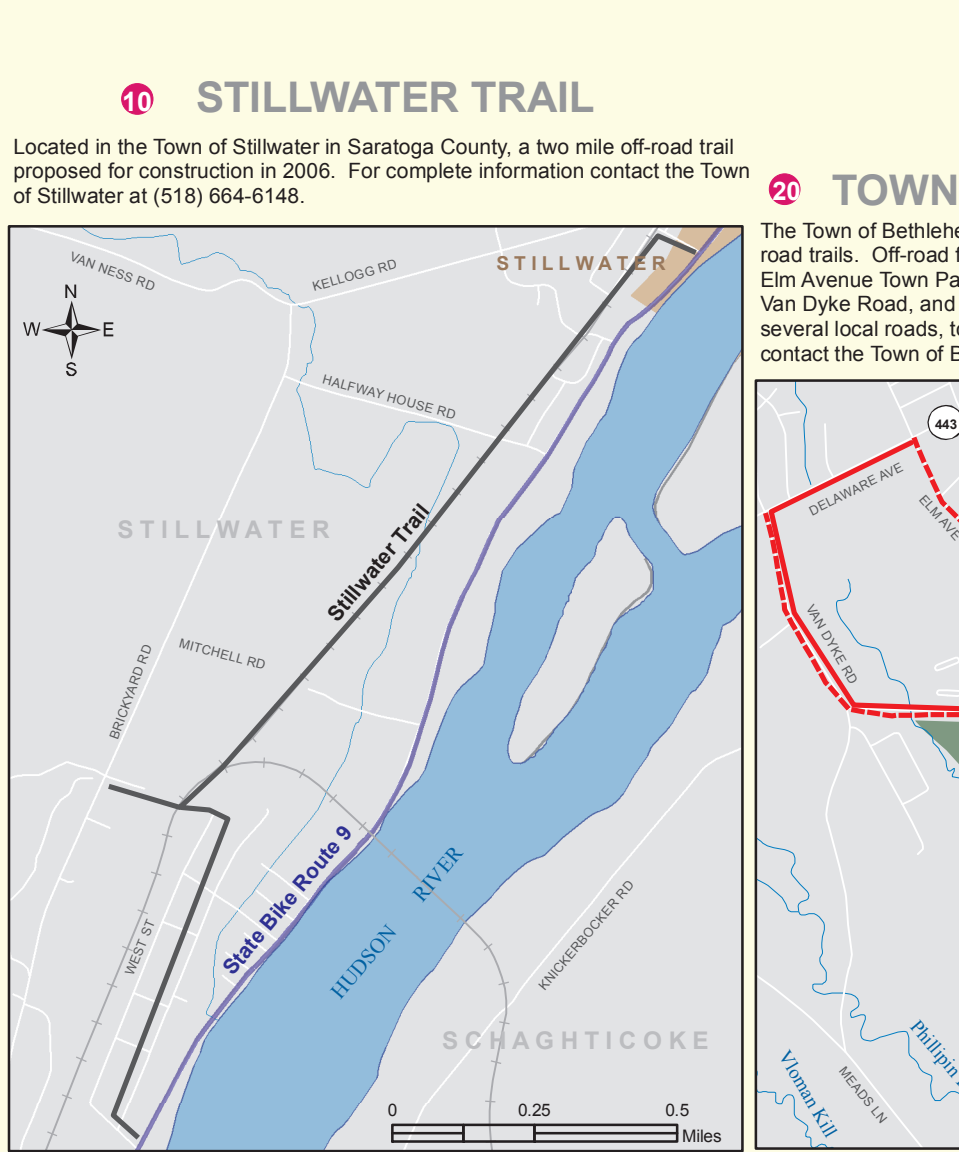 10 STILLWATER TRAIL
Located in the Town of Stillwater in Saratoga County, a two mile off-road trail
proposed for construction in 2006. For complete information contact the Town
of Stillwater at (518) 664-6148.
STILLWATER
VAN NESS RD
KELLOGG RD
N
W E
S
HALFWAY HOUSE RD
STILLWATER
Stillwater Trail
MITCHELL RD
BRICKYARD RD
State Bike Route 9
HUDSON RIVER
WEST ST
KNICKERBOCKER RD
SCHAGHTICOKE
0 0.25 0.5
Miles
20 TOWN
The Town of Bethlehe
road trails. Off-road f
Elm Avenue Town Pa
Van Dyke Road, and
several local roads, to
contact the Town of B
443
DELAWARE AVE
ELM AVE
VAN DYKE RD
Phillipin
Vloman Kill
MEADS LN